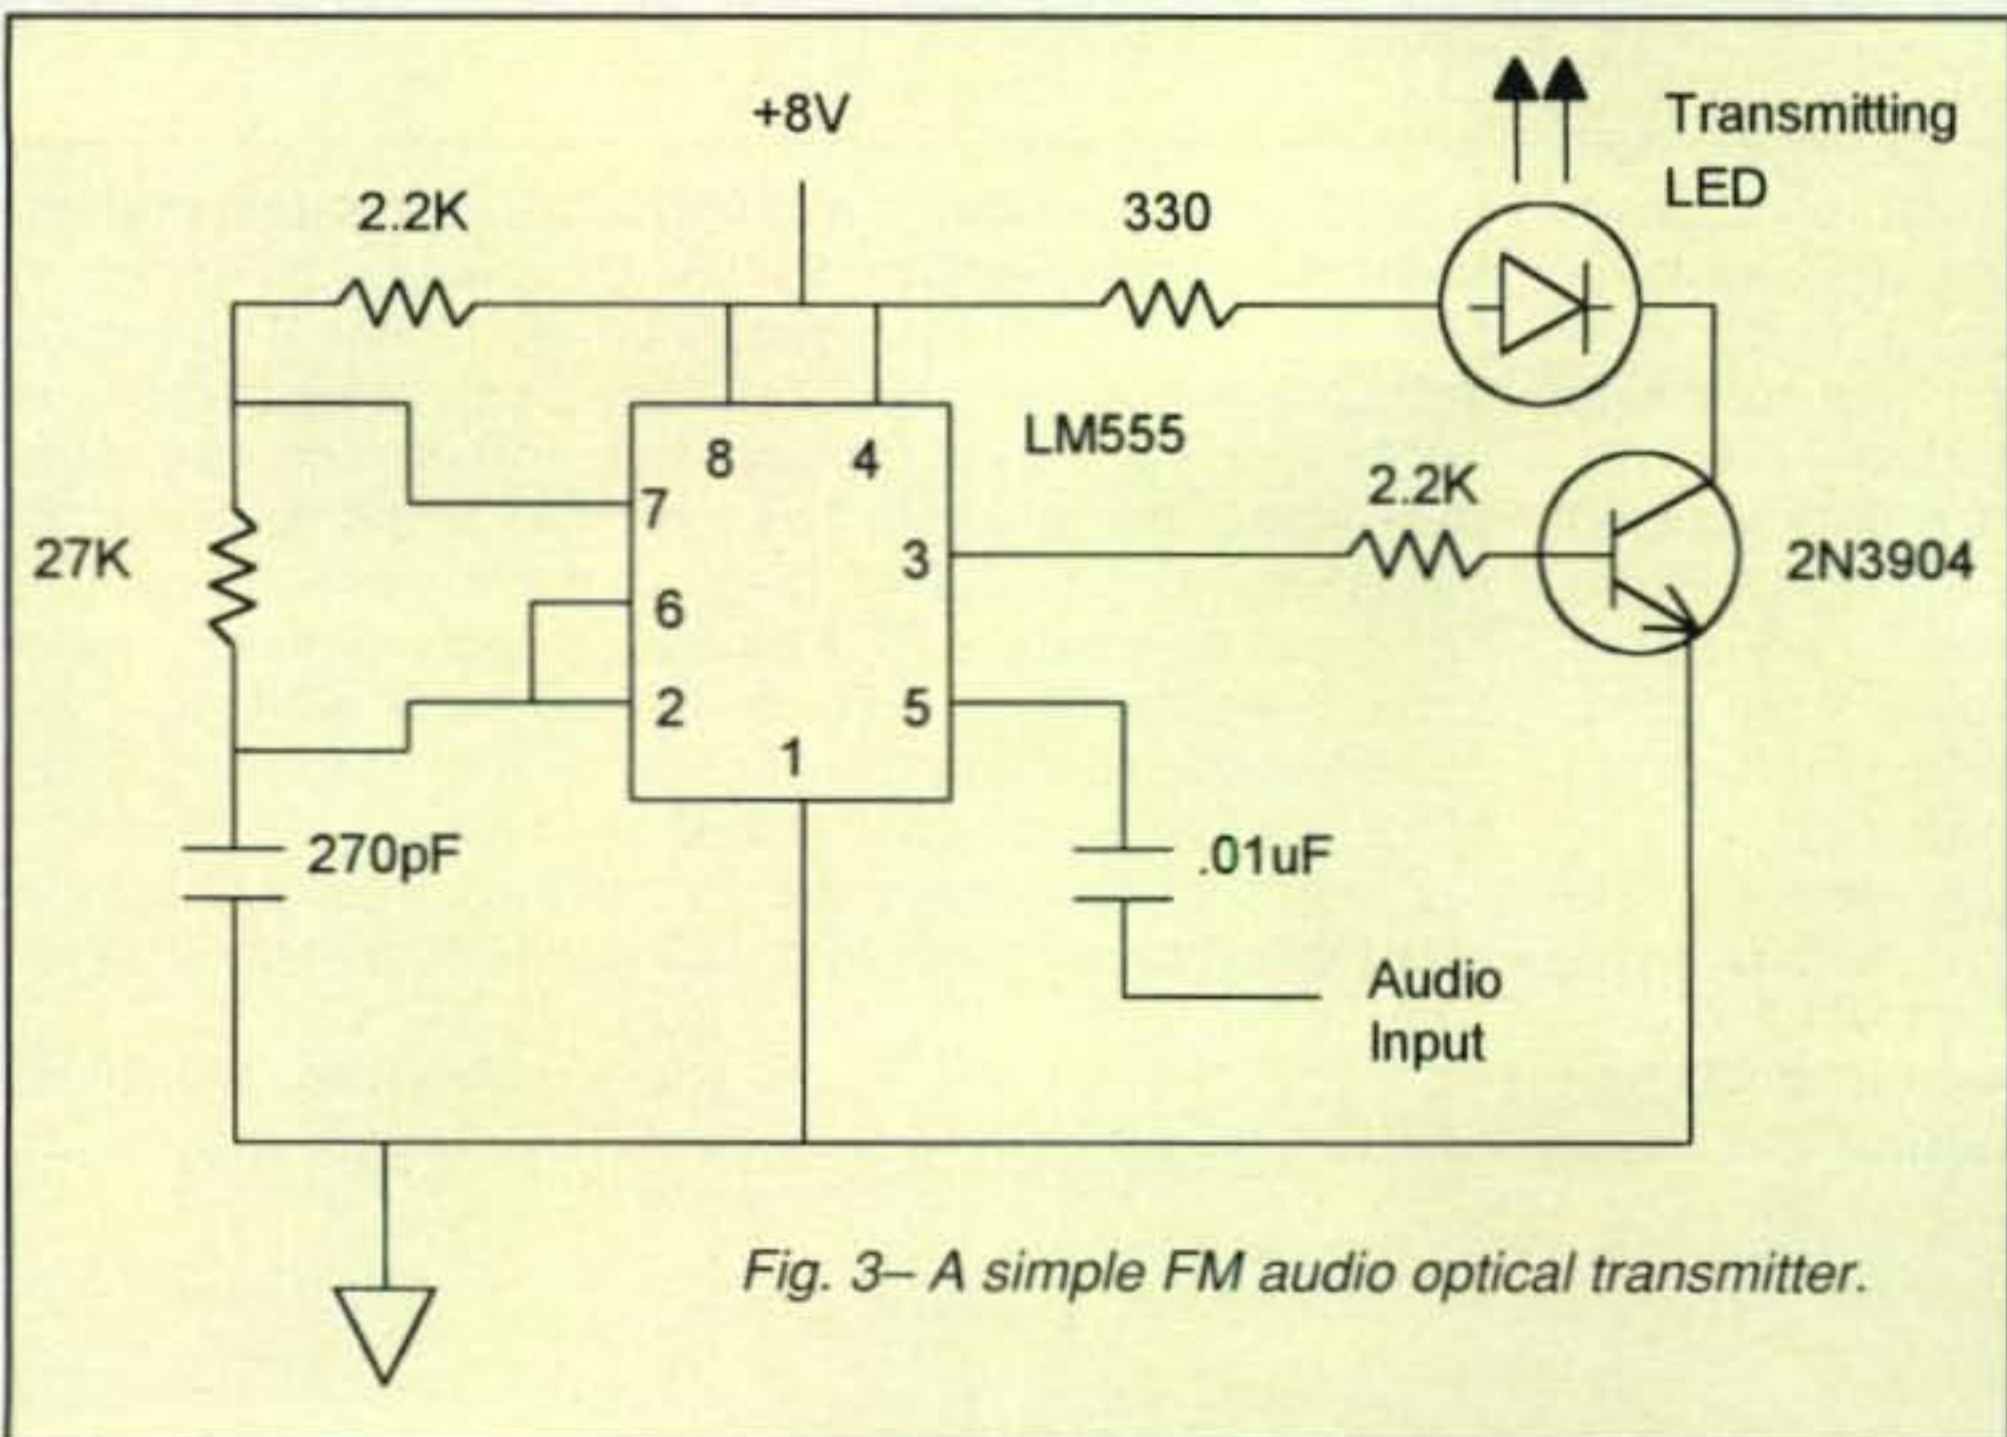 +8V
Transmitting
LED
2.2K
330
LM555
8
4
2.2K
7
27K
3
2N3904
6
2
5
1
270pF
.01uF
Audio
Input
Fig. 3– A simple FM audio optical transmitter.